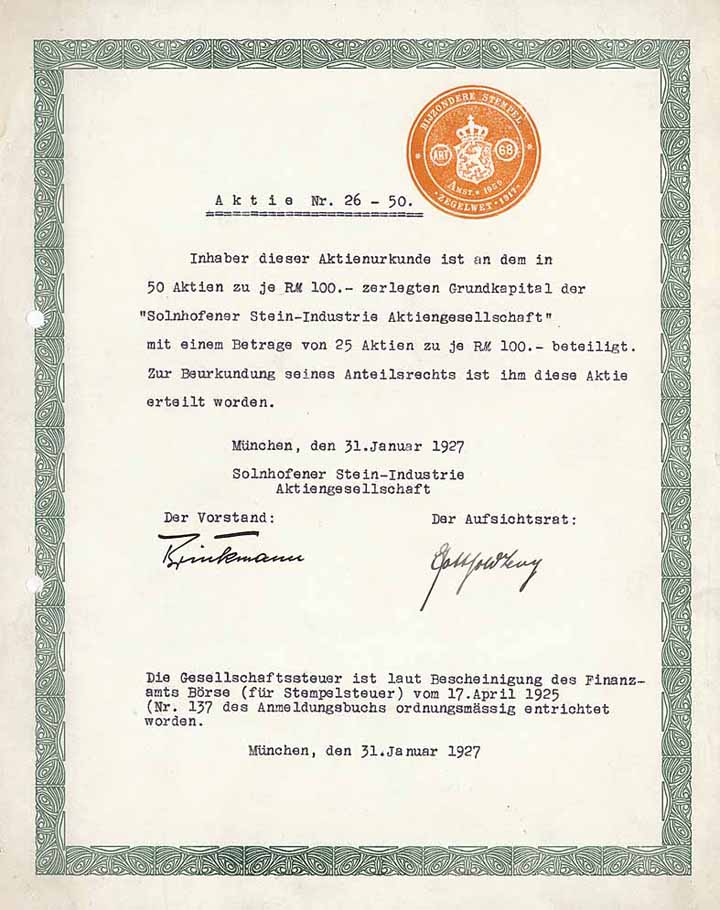 BIJZONDERE STEMPEL
ART 68
AMST. * 1959
ZEGELWET · 1917
Aktie Nr. 26 - 50.
Inhaber dieser Aktienurkunde ist an dem in
50 Aktien zu je RM 100.- zerlegten Grundkapital der
"Solnhofener Stein-Industrie Aktiengesellschaft"
mit einem Betrage von 25 Aktien zu je RM 100.- beteiligt.
Zur Beurkundung seines Anteilsrechts ist ihm diese Aktie
erteilt worden.
München, den 31.Januar 1927
Solnhofener Stein-Industrie
Aktiengesellschaft
Der Vorstand: Der Aufsichtsrat:
Brinkmann
Die Gesellschaftssteuer ist laut Bescheinigung des Finanz-
amts Börse (für Stempelsteuer) vom 17.April 1925
(Nr. 137 des Anmeldungsbuchs ordnungsmässig entrichtet
worden.
München, den 31.Januar 1927